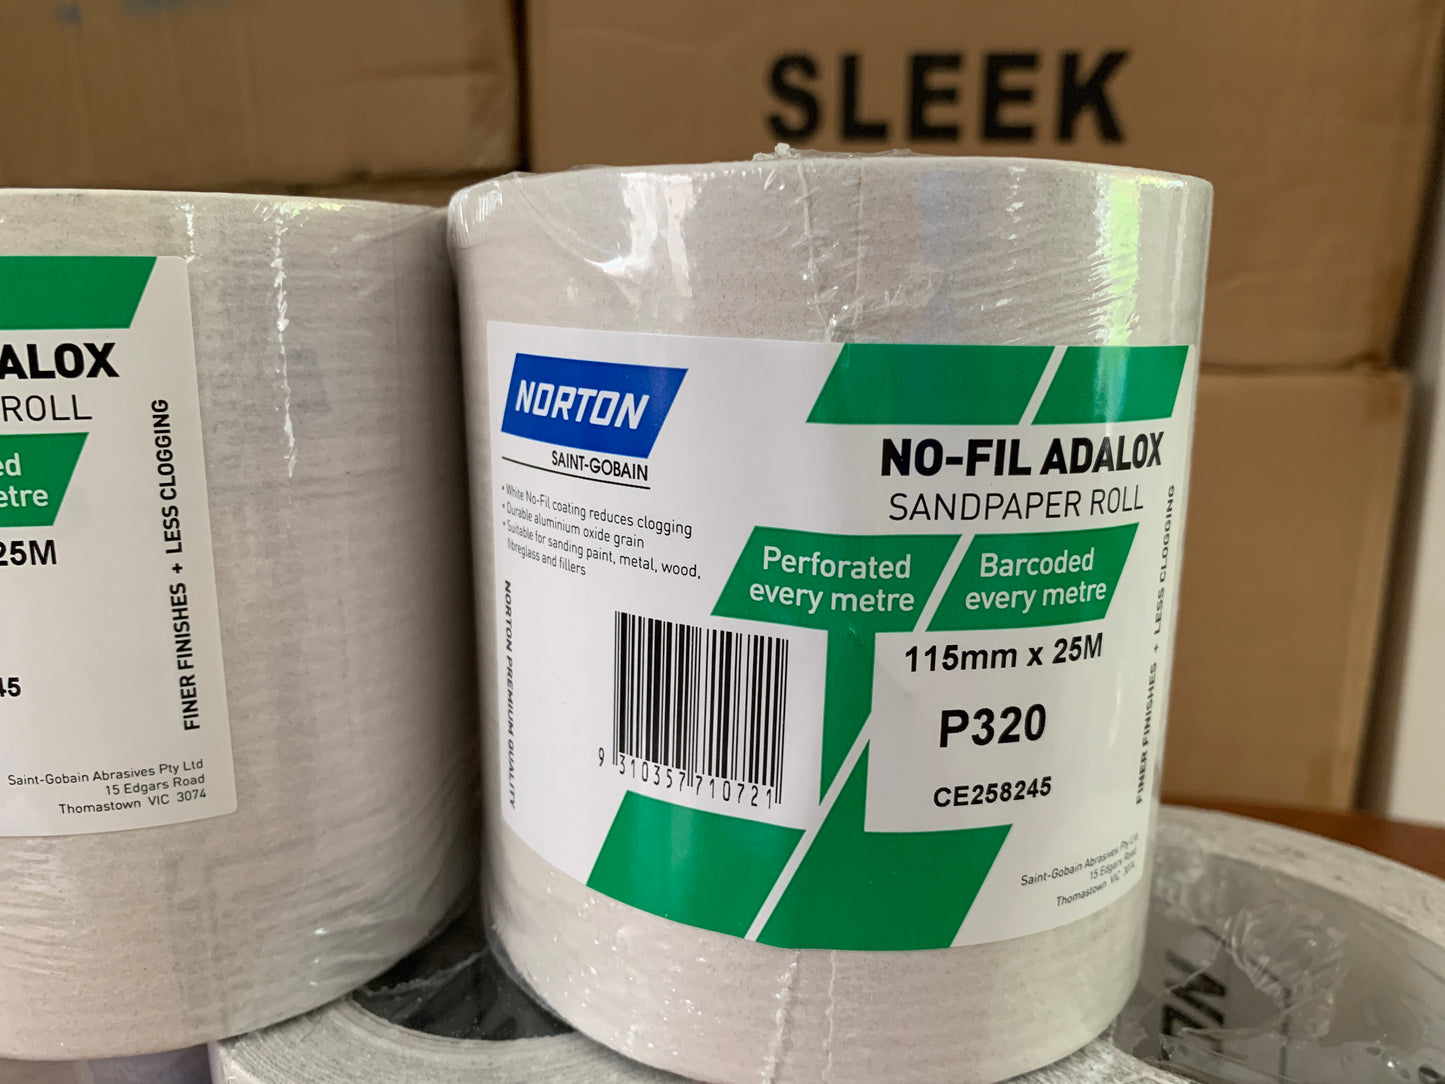 SLEEK
ALOX
ROLL
ed
etre
25M
45
FINER FINISHES + LESS CLOGGING
Saint-Gobain Abrasives Pty Ltd
15 Edgars Road
Thomastown VIC 3074
NORTON
SAINT-GOBAIN
• White No-Fil coating reduces clogging
• Durable aluminium oxide grain
• Suitable for sanding paint, metal, wood,
fibreglass and fillers
NORTON PREMIUM QUALITY
9 310357 710721
NO-FIL ADALOX
SANDPAPER ROLL
Perforated
every metre
Barcoded
every metre
115mm x 25M
P320
CE258245
FINER FINISHES + LESS CLOGGING
Saint-Gobain Abrasives Pty Ltd
15 Edgars Road
Thomastown VIC 3074